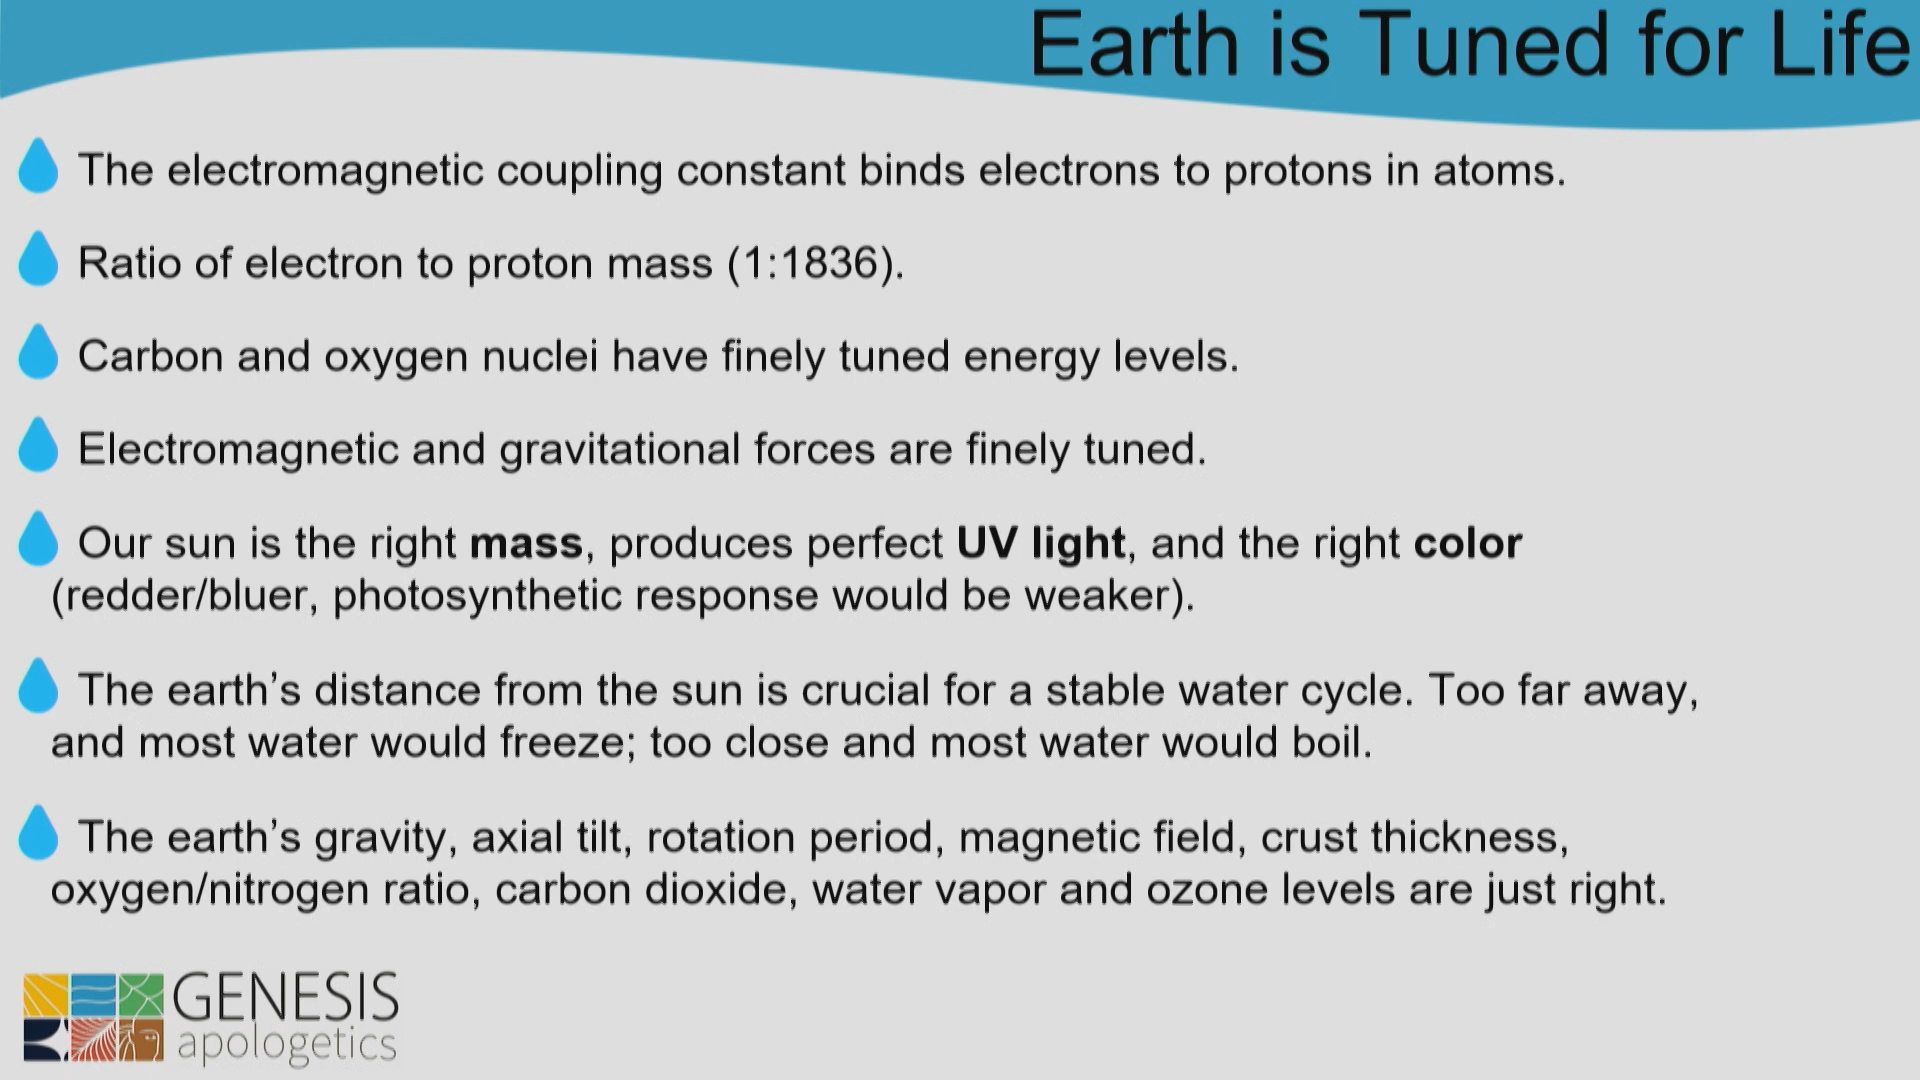 Earth is Tuned for Life
The electromagnetic coupling constant binds electrons to protons in atoms.
Ratio of electron to proton mass (1:1836).
Carbon and oxygen nuclei have finely tuned energy levels.
Electromagnetic and gravitational forces are finely tuned.
Our sun is the right mass, produces perfect UV light, and the right color
(redder/bluer, photosynthetic response would be weaker).
The earth’s distance from the sun is crucial for a stable water cycle. Too far away,
and most water would freeze; too close and most water would boil.
The earth’s gravity, axial tilt, rotation period, magnetic field, crust thickness,
oxygen/nitrogen ratio, carbon dioxide, water vapor and ozone levels are just right.
GENESIS
apologetics